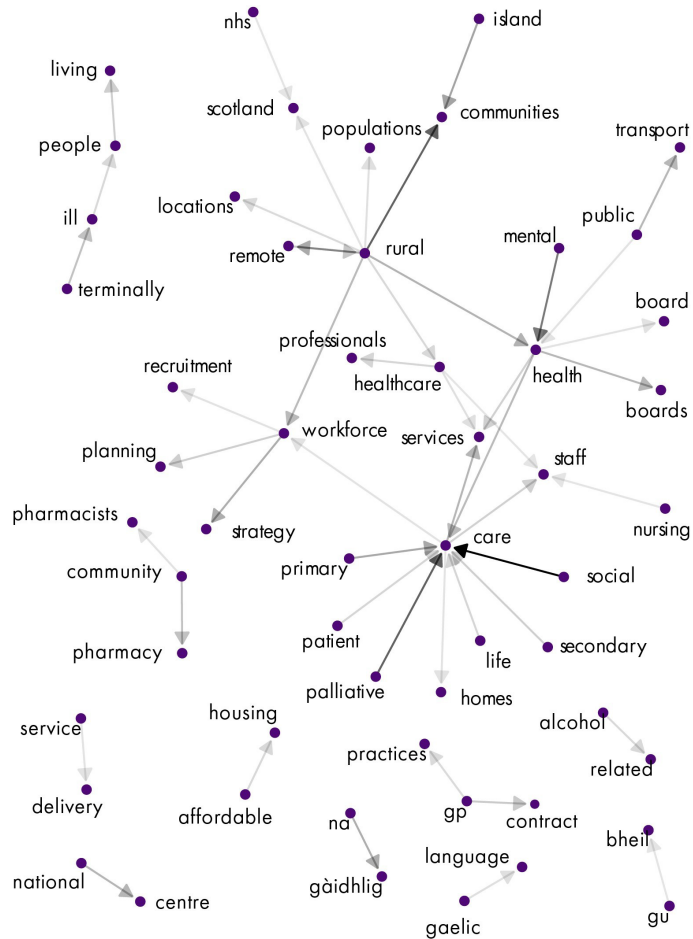 nhs
island
living
scotland
communities
populations
transport
people
locations
public
ill
mental
remote
rural
terminally
board
professionals
recruitment
healthcare
health
boards
workforce
services
planning
staff
pharmacists
strategy
nursing
care
community
primary
social
patient
secondary
pharmacy
life
palliative
homes
housing
alcohol
service
practices
related
delivery
affordable
gp
contract
na
bheil
language
national
gàidhlig
centre
gaelic
gu